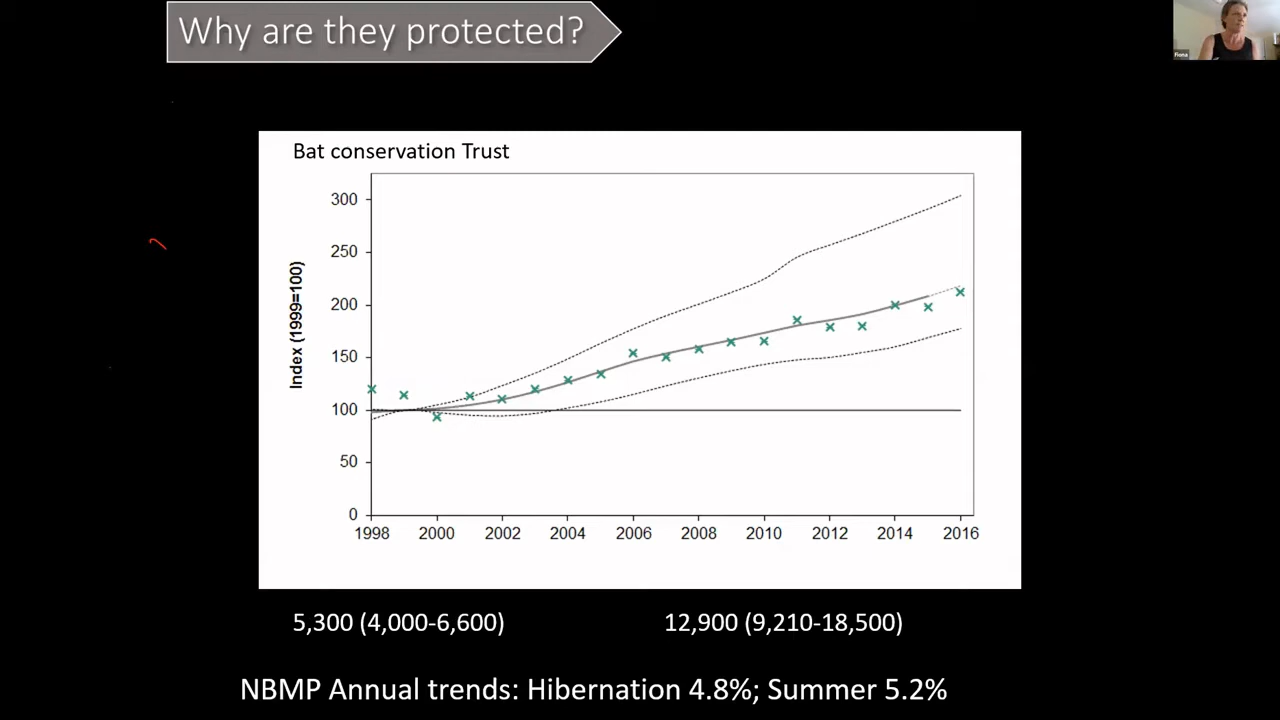 Why are they protected?
Fiona
Bat conservation Trust
300
250
200
150
100
50
0
Index (1999=100)
1998 2000 2002 2004 2006 2008 2010 2012 2014 2016
5,300 (4,000-6,600) 12,900 (9,210-18,500)
NBMP Annual trends: Hibernation 4.8%; Summer 5.2%